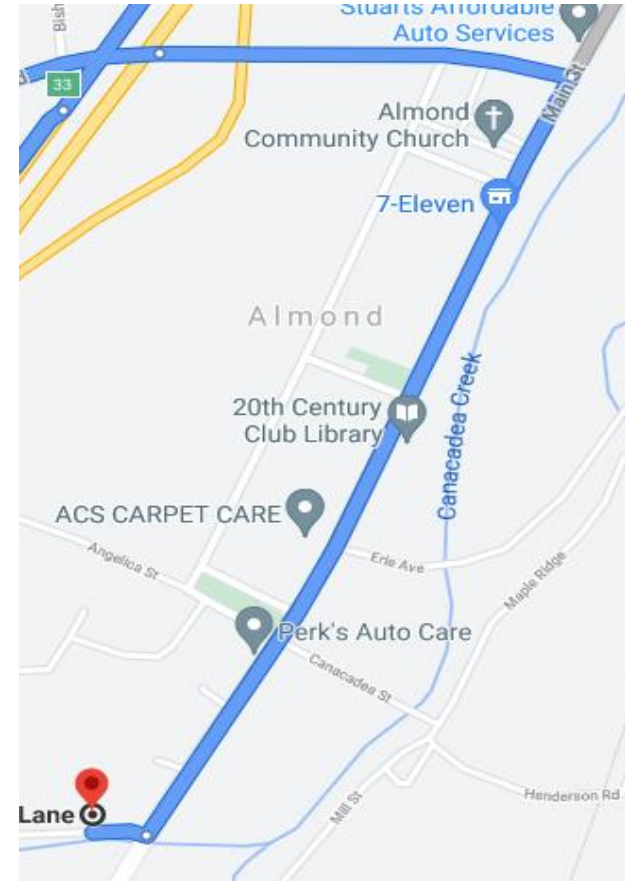 Stuarts Affordable
Auto Services
Bish
33
Main St
Almond
Community Church
7-Eleven
Almond
Canacadea Creek
20th Century
Club Library
ACS CARPET CARE
Angelica St
Erie Ave
Maple Ridge
Perk's Auto Care
Canacadea St
Lane
Mill St
Henderson Rd